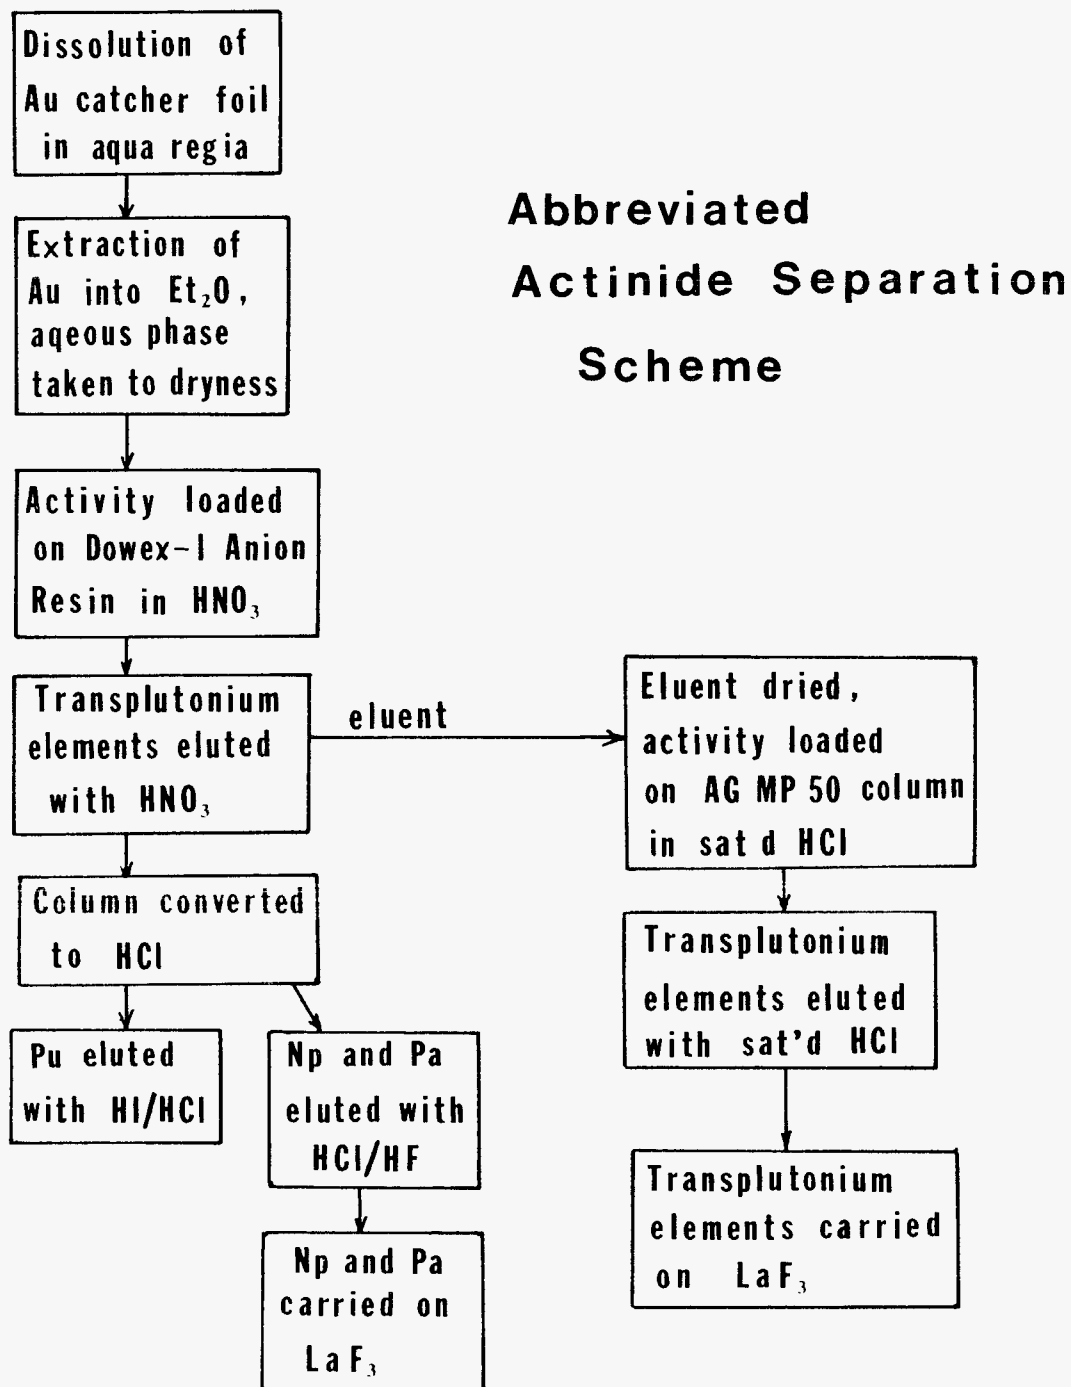 Dissolution of
Au catcher foil
in aqua regia
Abbreviated
Actinide Separation
Scheme
Extraction of
Au into Et₂O,
aqeous phase
taken to dryness
Activity loaded
on Dowex-1 Anion
Resin in HNO₃
Transplutonium
elements eluted
with HNO₃
eluent
Eluent dried,
activity loaded
on AG MP 50 column
in sat d HCl
Column converted
to HCl
Transplutonium
elements eluted
with sat'd HCl
Pu eluted
with HI/HCl
Np and Pa
eluted with
HCl/HF
Transplutonium
elements carried
on LaF₃
Np and Pa
carried on
LaF₃